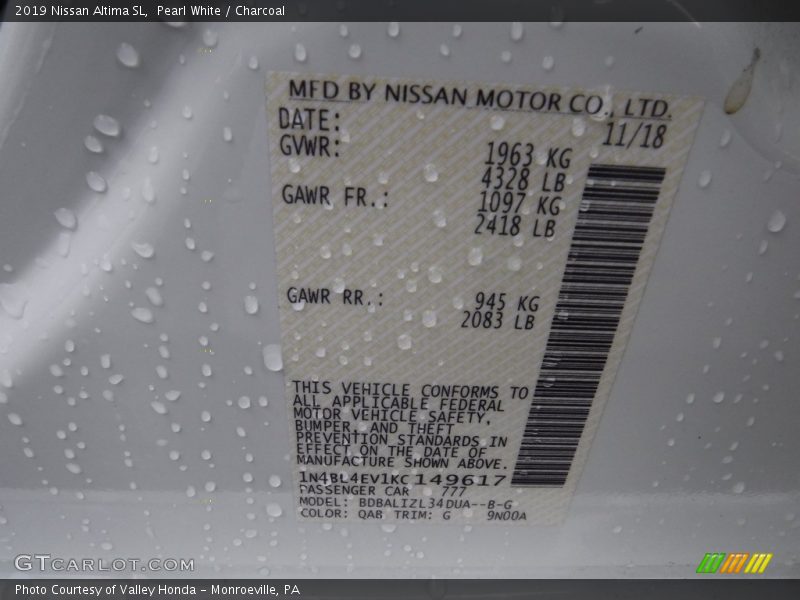 2019 Nissan Altima SL, Pearl White / Charcoal
MFD BY NISSAN MOTOR CO., LTD.
DATE: 11/18
GVWR: 1963 KG
4328 LB
GAWR FR.: 1097 KG
2418 LB
GAWR RR.: 945 KG
2083 LB
THIS VEHICLE CONFORMS TO
ALL APPLICABLE FEDERAL
MOTOR VEHICLE SAFETY,
BUMPER, AND THEFT
PREVENTION STANDARDS IN
EFFECT ON THE DATE OF
MANUFACTURE SHOWN ABOVE.
1N4BL4EV1KC149617
PASSENGER CAR 777
MODEL: BDBALIZL34DUA--B-G
COLOR: QAB TRIM: G 9N00A
GTCARLOT.COM
Photo Courtesy of Valley Honda - Monroeville, PA